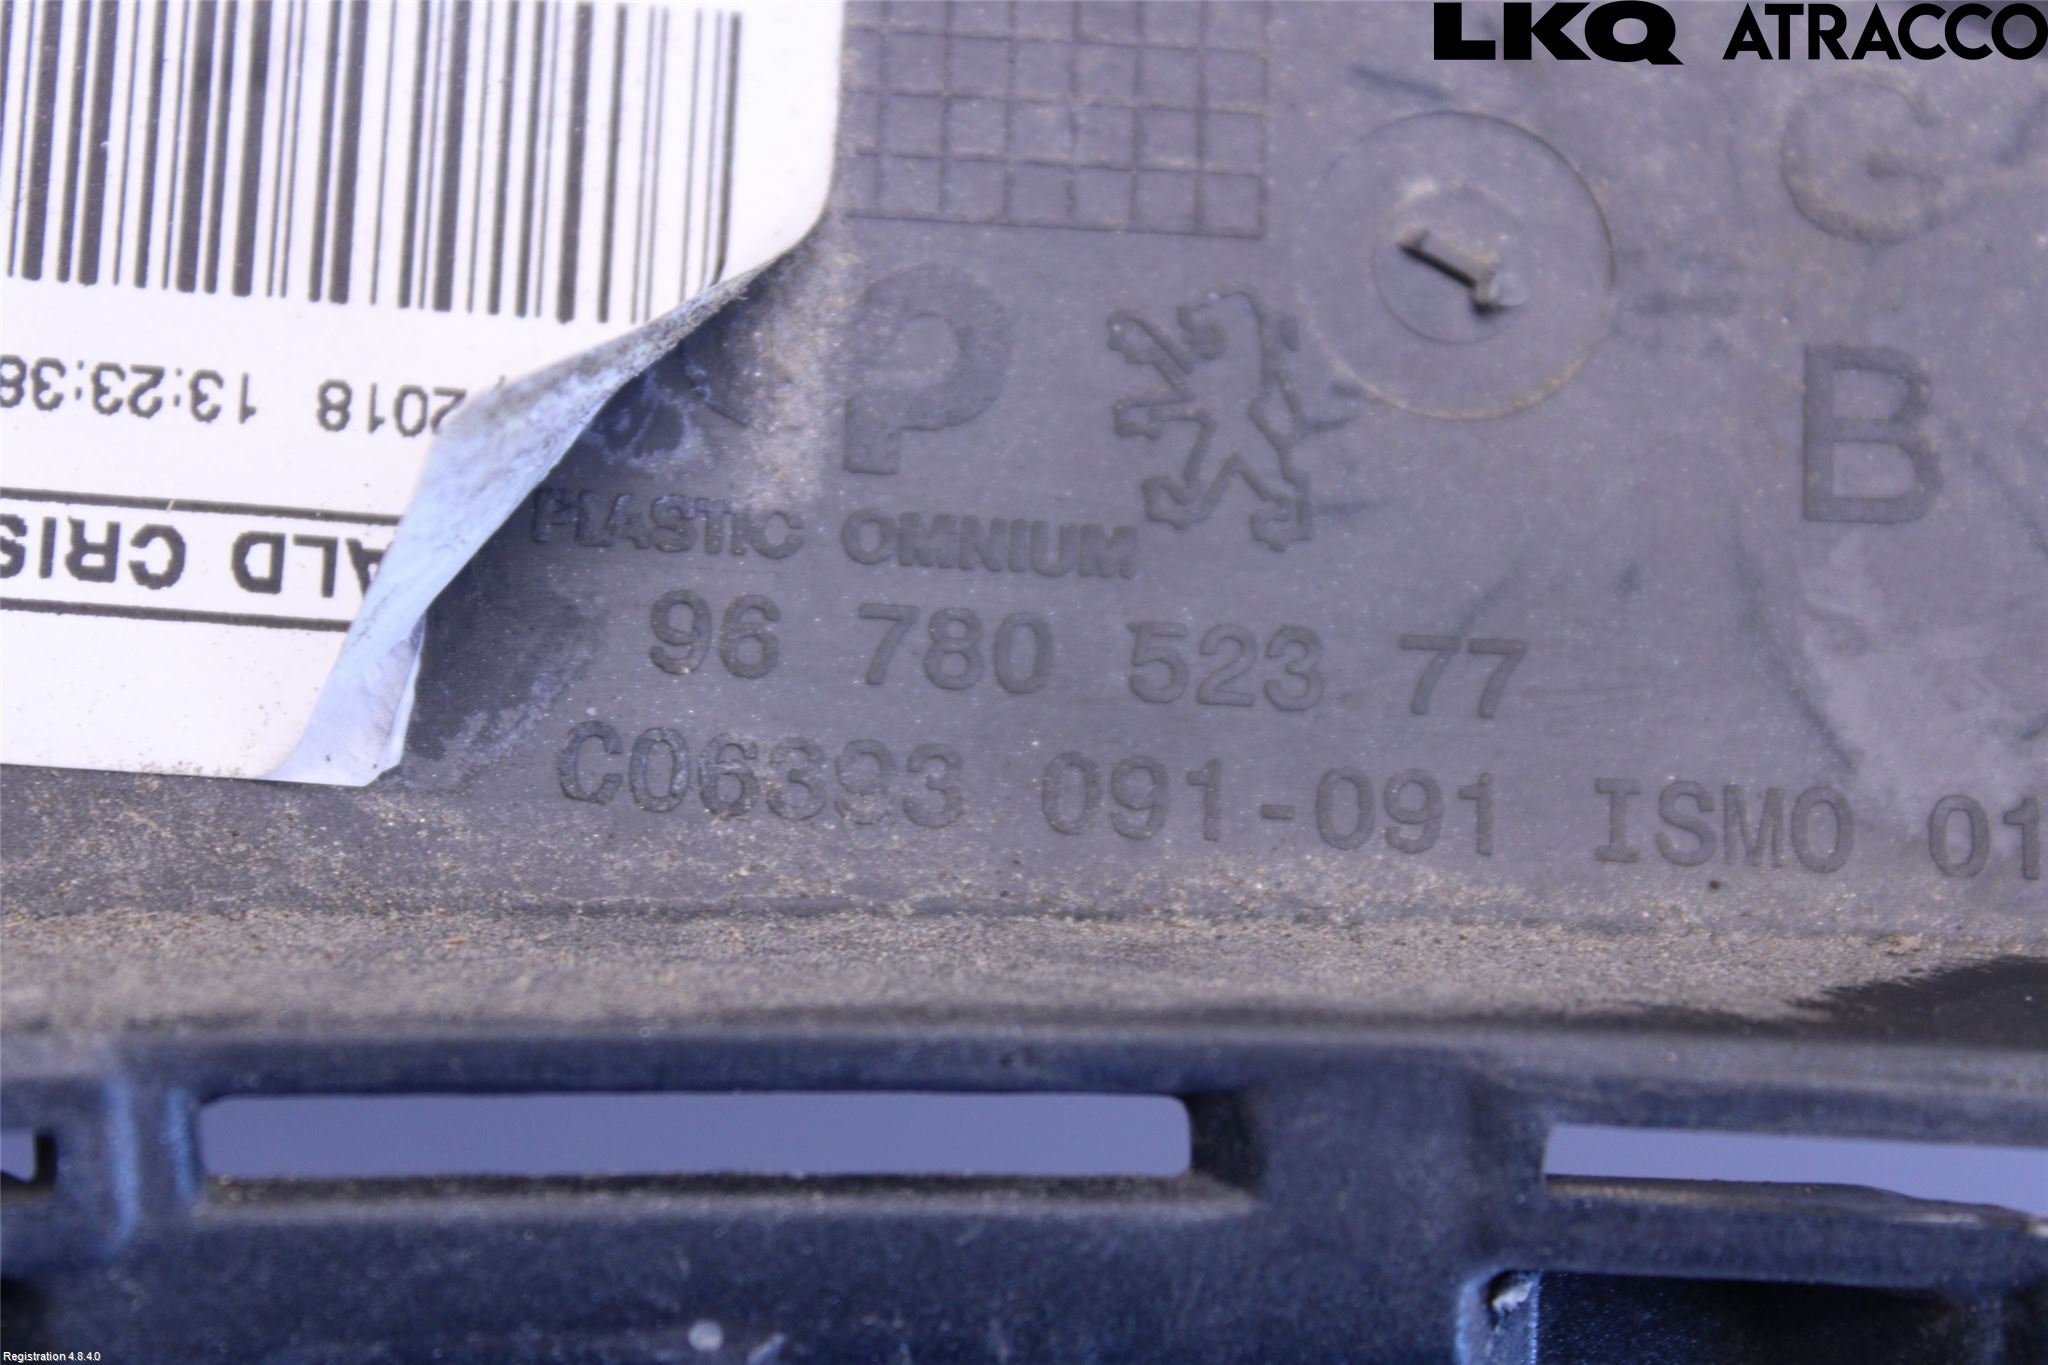 LKQ ATRACCO
2018 13:23:38
ALD CRIS
G
P
B
PLASTIC OMNIUM
96 780 523 77
C06393 091-091 ISMO 01
Registration 4.8.4.0